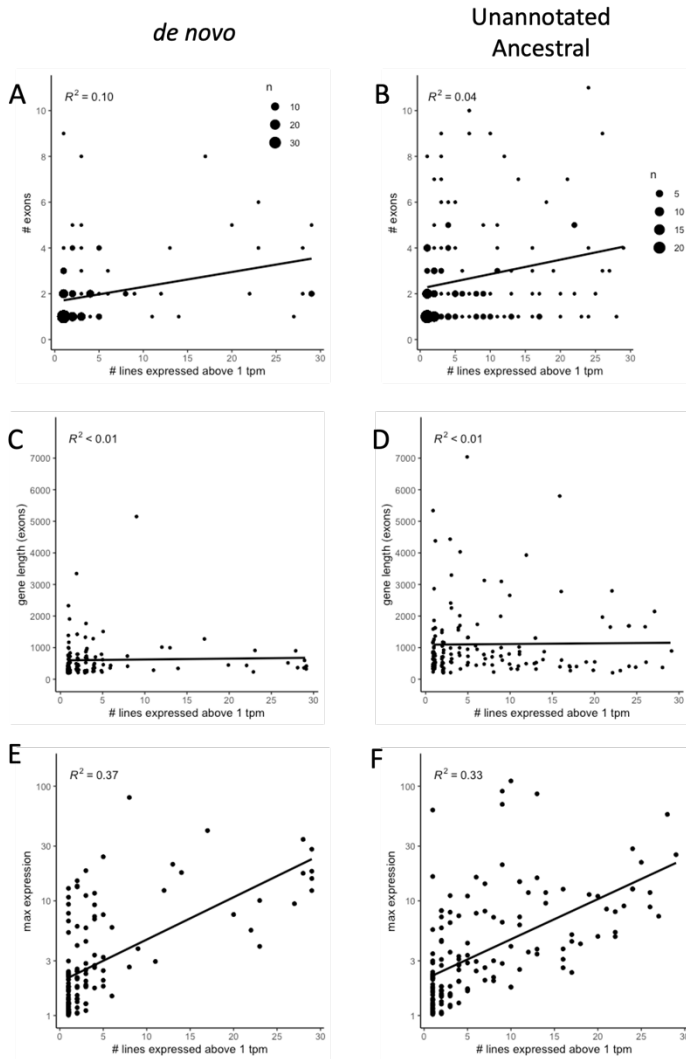 de novo
Unannotated
Ancestral
A
R² = 0.10
n
10
20
30
# exons
10
8
6
4
2
0
0 5 10 15 20 25 30
# lines expressed above 1 tpm
B
R² = 0.04
n
5
10
15
20
# exons
10
8
6
4
2
0
0 5 10 15 20 25 30
# lines expressed above 1 tpm
C
R² < 0.01
gene length (exons)
7000
6000
5000
4000
3000
2000
1000
0
0 5 10 15 20 25 30
# lines expressed above 1 tpm
D
R² < 0.01
gene length (exons)
7000
6000
5000
4000
3000
2000
1000
0
0 5 10 15 20 25 30
# lines expressed above 1 tpm
E
R² = 0.37
max expression
100
30
10
3
1
0 5 10 15 20 25 30
# lines expressed above 1 tpm
F
R² = 0.33
max expression
100
30
10
3
1
0 5 10 15 20 25 30
# lines expressed above 1 tpm